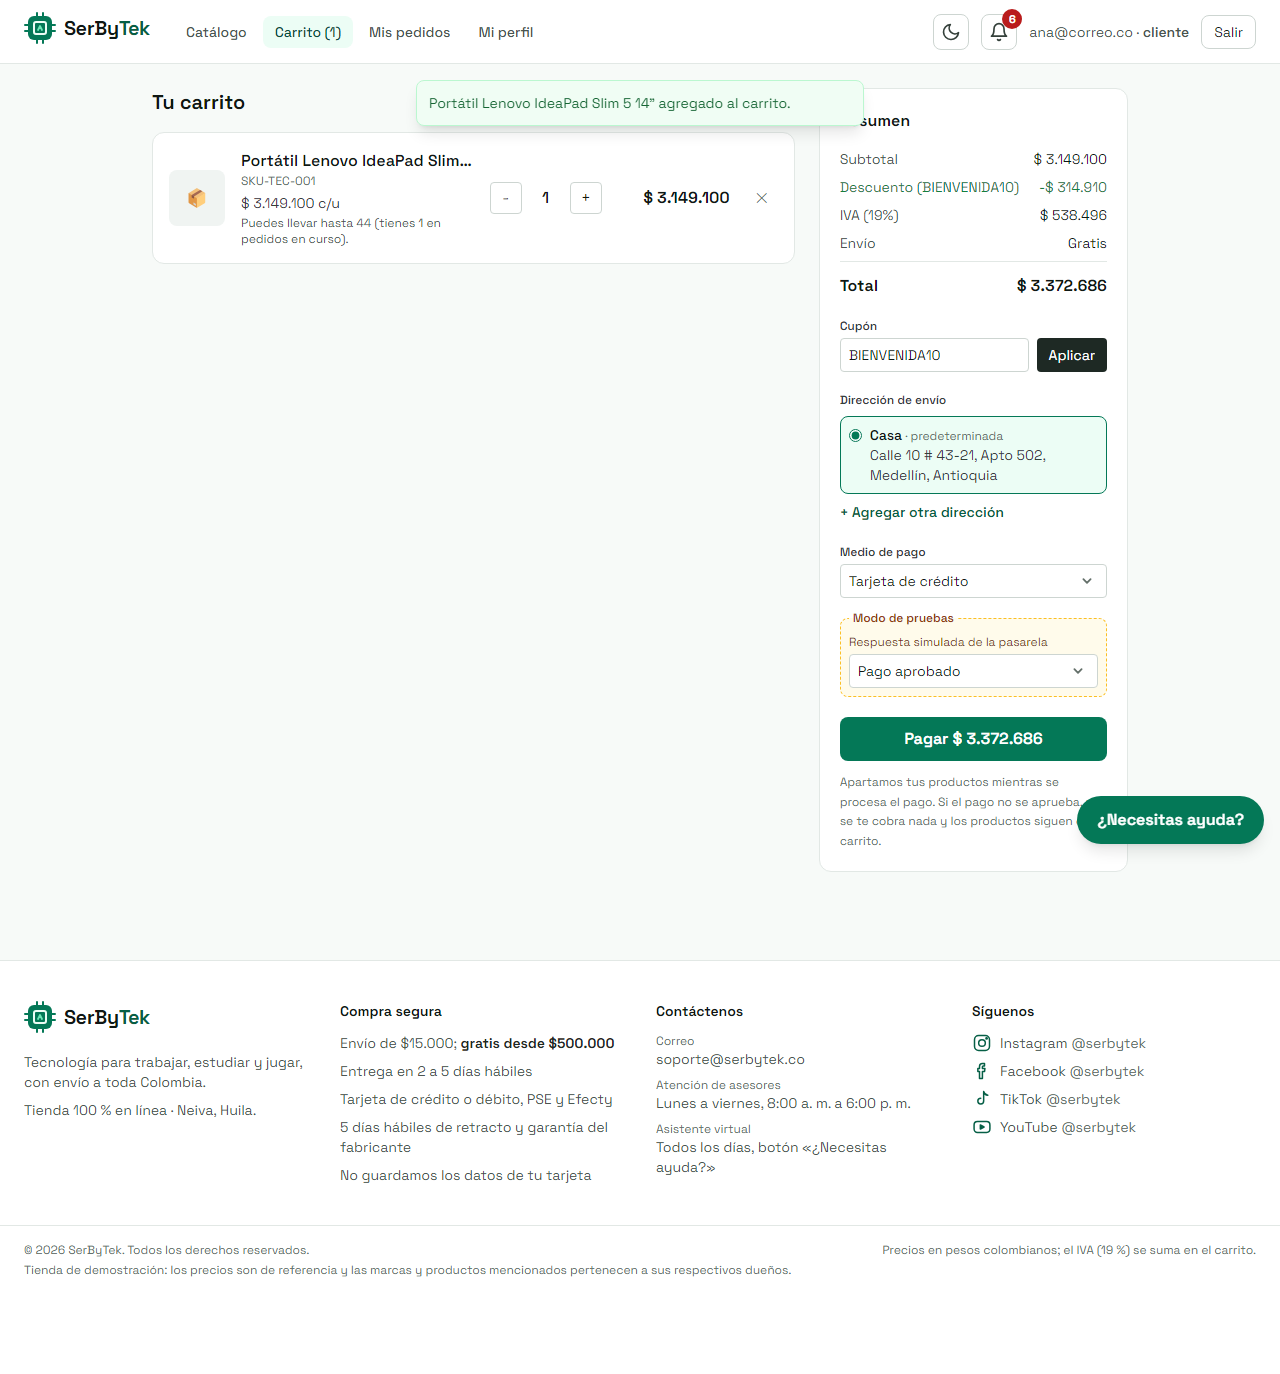 SerByTek
Catálogo
Carrito (1)
Mis pedidos
Mi perfil
6
ana@correo.co · cliente
Salir
Portátil Lenovo IdeaPad Slim 5 14" agregado al carrito.
Tu carrito
Portátil Lenovo IdeaPad Slim...
SKU-TEC-001
$ 3.149.100 c/u
Puedes llevar hasta 44 (tienes 1 en
pedidos en curso).
- 1 +
$ 3.149.100
sumen
Subtotal $ 3.149.100
Descuento (BIENVENIDA10) -$ 314.910
IVA (19%) $ 538.496
Envío Gratis
Total $ 3.372.686
Cupón
BIENVENIDA10 Aplicar
Dirección de envío
Casa · predeterminada
Calle 10 # 43-21, Apto 502,
Medellín, Antioquia
+ Agregar otra dirección
Medio de pago
Tarjeta de crédito
Modo de pruebas
Respuesta simulada de la pasarela
Pago aprobado
Pagar $ 3.372.686
Apartamos tus productos mientras se
procesa el pago. Si el pago no se aprueba,
se te cobra nada y los productos siguen
carrito.
¿Necesitas ayuda?
SerByTek
Tecnología para trabajar, estudiar y jugar,
con envío a toda Colombia.
Tienda 100 % en línea · Neiva, Huila.
Compra segura
Envío de $15.000; gratis desde $500.000
Entrega en 2 a 5 días hábiles
Tarjeta de crédito o débito, PSE y Efecty
5 días hábiles de retracto y garantía del
fabricante
No guardamos los datos de tu tarjeta
Contáctenos
Correo
soporte@serbytek.co
Atención de asesores
Lunes a viernes, 8:00 a. m. a 6:00 p. m.
Asistente virtual
Todos los días, botón «¿Necesitas
ayuda?»
Síguenos
Instagram @serbytek
Facebook @serbytek
TikTok @serbytek
YouTube @serbytek
© 2026 SerByTek. Todos los derechos reservados.
Precios en pesos colombianos; el IVA (19 %) se suma en el carrito.
Tienda de demostración: los precios son de referencia y las marcas y productos mencionados pertenecen a sus respectivos dueños.